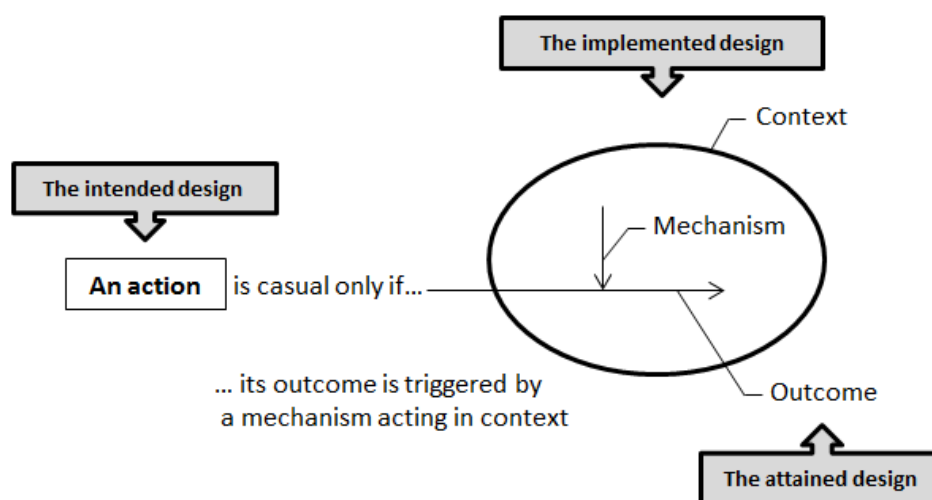 The implemented design
Context
The intended design
Mechanism
An action is casual only if...
... its outcome is triggered by
a mechanism acting in context
Outcome
The attained design